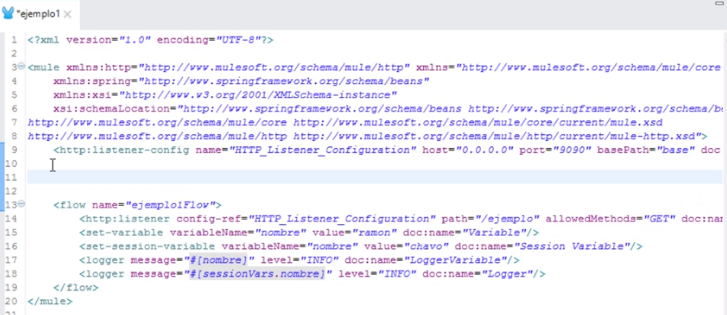 *ejemplo1
1 <?xml version="1.0" encoding="UTF-8"?>
2
3 <mule xmlns:http="http://www.mulesoft.org/schema/mule/http" xmlns="http://www.mulesoft.org/schema/mule/core
4 xmlns:spring="http://www.springframework.org/schema/beans"
5 xmlns:xsi="http://www.w3.org/2001/XMLSchema-instance"
6 xsi:schemaLocation="http://www.springframework.org/schema/beans http://www.springframework.org/schema/b
7 http://www.mulesoft.org/schema/mule/core http://www.mulesoft.org/schema/mule/core/current/mule.xsd
8 http://www.mulesoft.org/schema/mule/http http://www.mulesoft.org/schema/mule/http/current/mule-http.xsd">
9 <http:listener-config name="HTTP_Listener_Configuration" host="0.0.0.0" port="9090" basePath="base" doc
10
11
12
13 <flow name="ejemplo1Flow">
14 <http:listener config-ref="HTTP_Listener_Configuration" path="/ejemplo" allowedMethods="GET" doc:nam
15 <set-variable variableName="nombre" value="ramon" doc:name="Variable"/>
16 <set-session-variable variableName="nombre" value="chavo" doc:name="Session Variable"/>
17 <logger message="#[nombre]" level="INFO" doc:name="LoggerVariable"/>
18 <logger message="#[sessionVars.nombre]" level="INFO" doc:name="Logger"/>
19 </flow>
20 </mule>
21